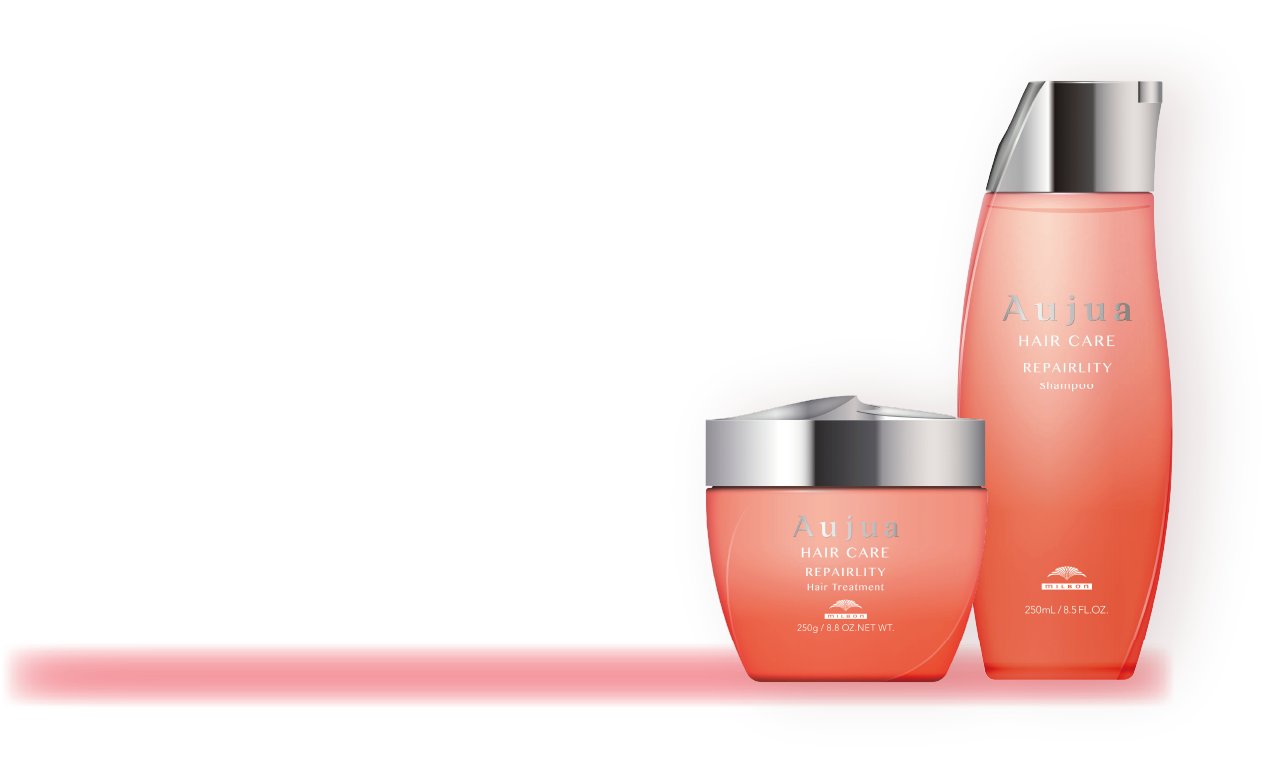 Aujua
HAIR CARE
REPAIRLITY
Shampoo
MILBON
250mL / 8.5 FL.OZ.
Aujua
HAIR CARE
REPAIRLITY
Hair Treatment
MILBON
250g / 8.8 OZ.NET WT.